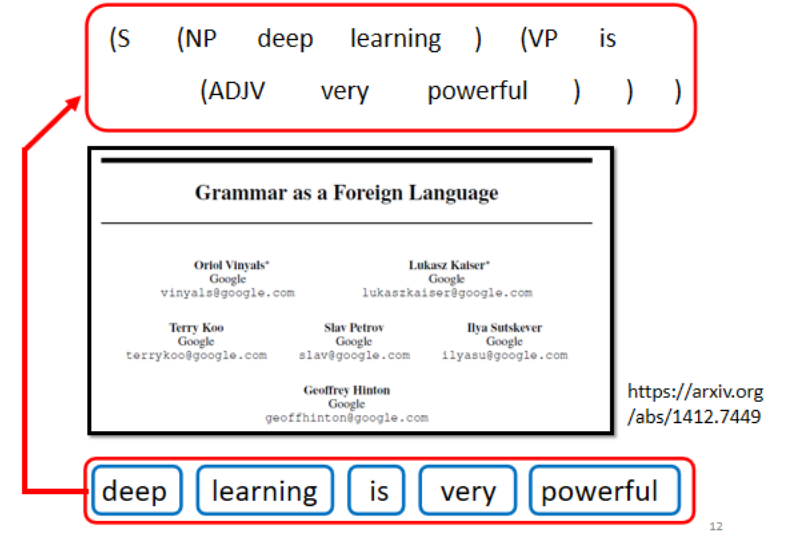 (S (NP deep learning ) (VP is
(ADJV very powerful ) ) )
Grammar as a Foreign Language
Oriol Vinyals* Lukasz Kaiser*
Google Google
vinyals@google.com lukaszkaiser@google.com
Terry Koo Slav Petrov Ilya Sutskever
Google Google Google
terrykoo@google.com slav@google.com ilyasu@google.com
Geoffrey Hinton
Google
geoffhinton@google.com
https://arxiv.org
/abs/1412.7449
deep learning is very powerful
12